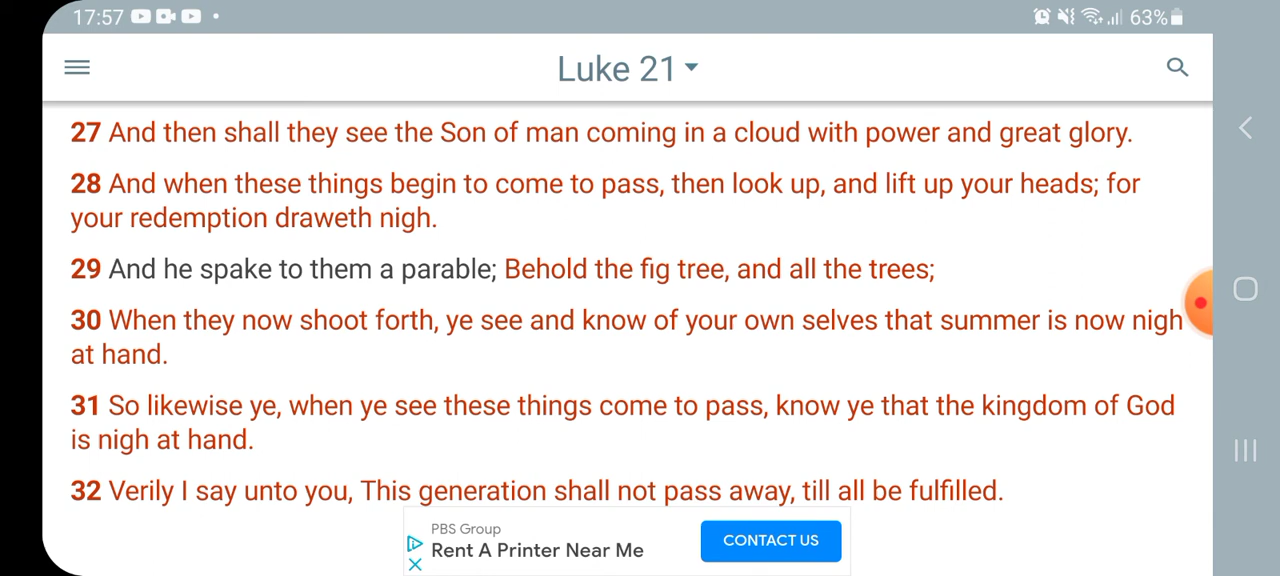 17:57
63%
Luke 21
27 And then shall they see the Son of man coming in a cloud with power and great glory.
28 And when these things begin to come to pass, then look up, and lift up your heads; for
your redemption draweth nigh.
29 And he spake to them a parable; Behold the fig tree, and all the trees;
30 When they now shoot forth, ye see and know of your own selves that summer is now nigh
at hand.
31 So likewise ye, when ye see these things come to pass, know ye that the kingdom of God
is nigh at hand.
32 Verily I say unto you, This generation shall not pass away, till all be fulfilled.
PBS Group
Rent A Printer Near Me
CONTACT US